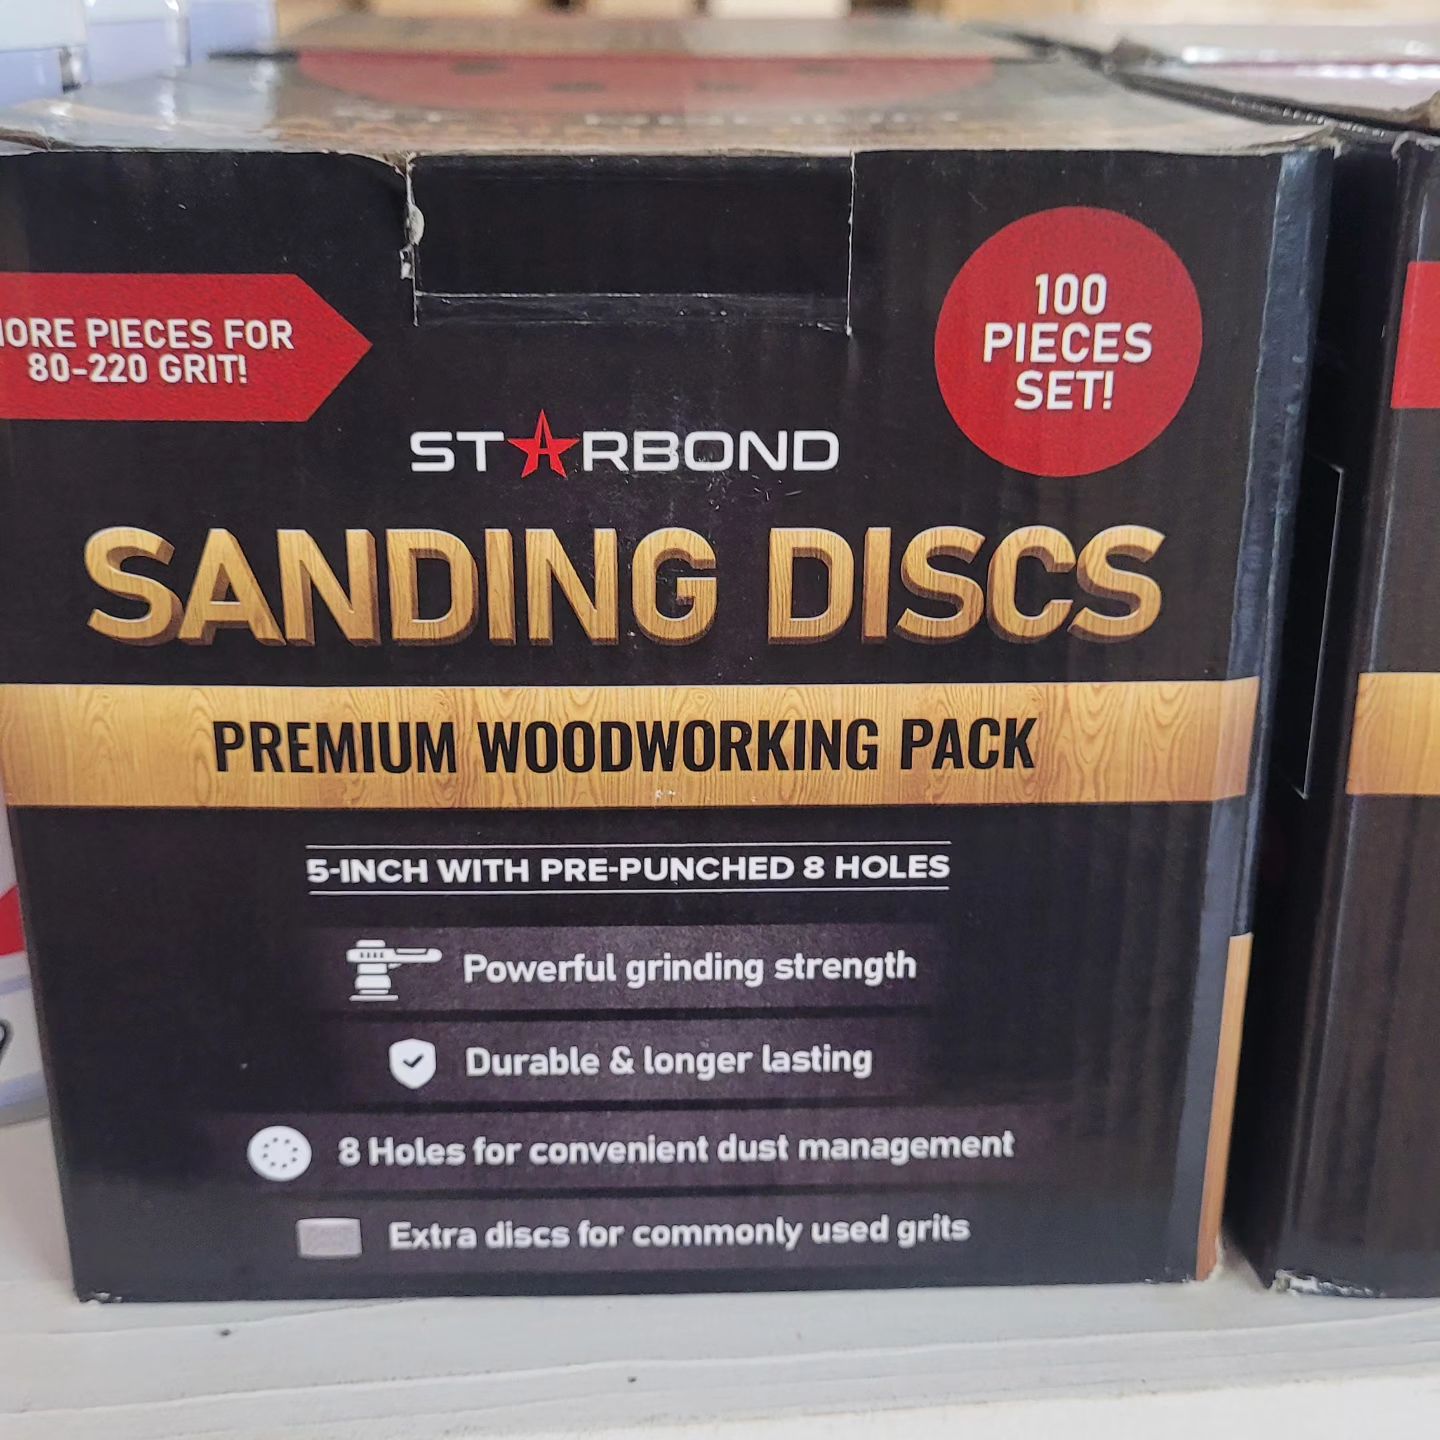 PIECES FOR
80-220 GRIT!
100
PIECES
SET!
STARBOND
SANDING DISCS
PREMIUM WOODWORKING PACK
5-INCH WITH PRE-PUNCHED 8 HOLES
Powerful grinding strength
Durable & longer lasting
8 Holes for convenient dust management
Extra discs for commonly used grits